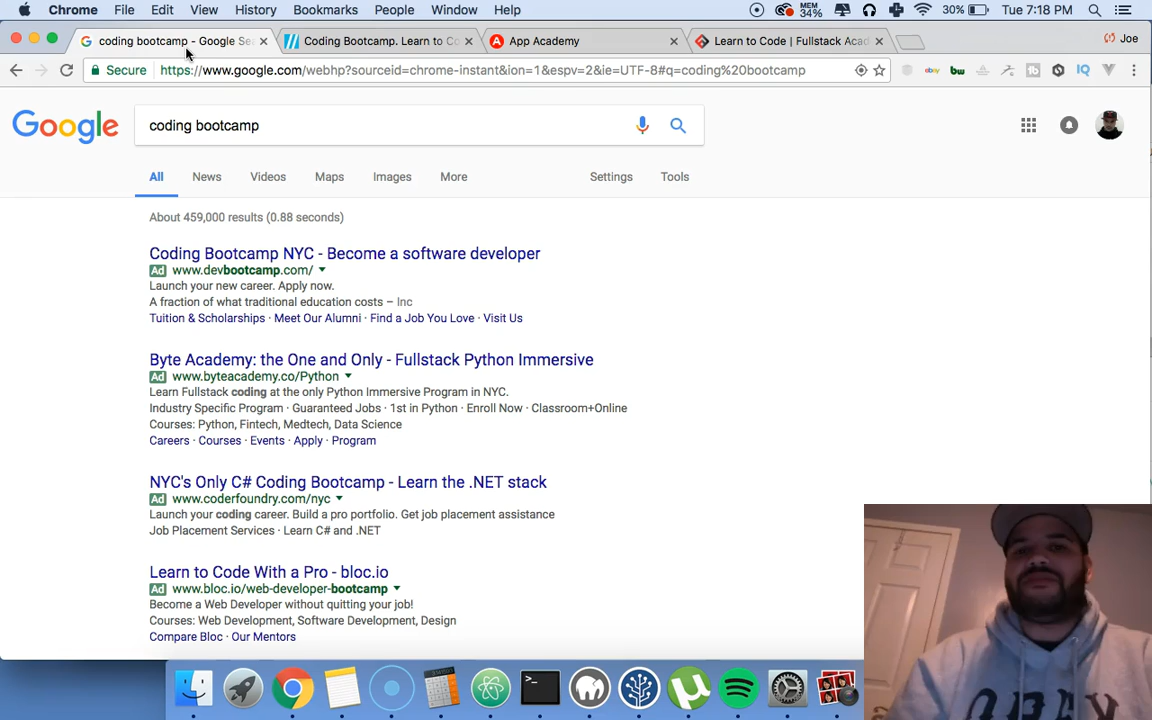 Chrome File Edit View History Bookmarks People Window Help MEM 34% 30% Tue 7:18 PM
coding bootcamp - Google Se Coding Bootcamp. Learn to Co App Academy Learn to Code | Fullstack Acad Joe
Secure https://www.google.com/webhp?sourceid=chrome-instant&ion=1&espv=2&ie=UTF-8#q=coding%20bootcamp ebay bw IQ
Google coding bootcamp
All News Videos Maps Images More Settings Tools
About 459,000 results (0.88 seconds)
Coding Bootcamp NYC - Become a software developer
Ad www.devbootcamp.com/
Launch your new career. Apply now.
A fraction of what traditional education costs – Inc
Tuition & Scholarships · Meet Our Alumni · Find a Job You Love · Visit Us
Byte Academy: the One and Only - Fullstack Python Immersive
Ad www.byteacademy.co/Python
Learn Fullstack coding at the only Python Immersive Program in NYC.
Industry Specific Program · Guaranteed Jobs · 1st in Python · Enroll Now · Classroom+Online
Courses: Python, Fintech, Medtech, Data Science
Careers · Courses · Events · Apply · Program
NYC's Only C# Coding Bootcamp - Learn the .NET stack
Ad www.coderfoundry.com/nyc
Launch your coding career. Build a pro portfolio. Get job placement assistance
Job Placement Services · Learn C# and .NET
Learn to Code With a Pro - bloc.io
Ad www.bloc.io/web-developer-bootcamp
Become a Web Developer without quitting your job!
Courses: Web Development, Software Development, Design
Compare Bloc · Our Mentors